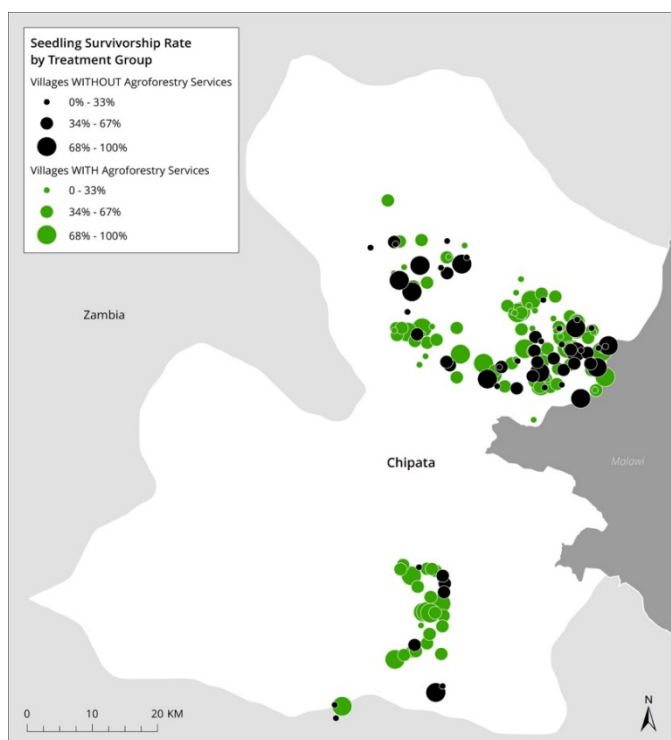 Seedling Survivorship Rate
by Treatment Group
Villages WITHOUT Agroforestry Services
0% - 33%
34% - 67%
68% - 100%
Villages WITH Agroforestry Services
0 - 33%
34% - 67%
68% - 100%
Zambia
Chipata
Malawi
0 10 20 KM
N